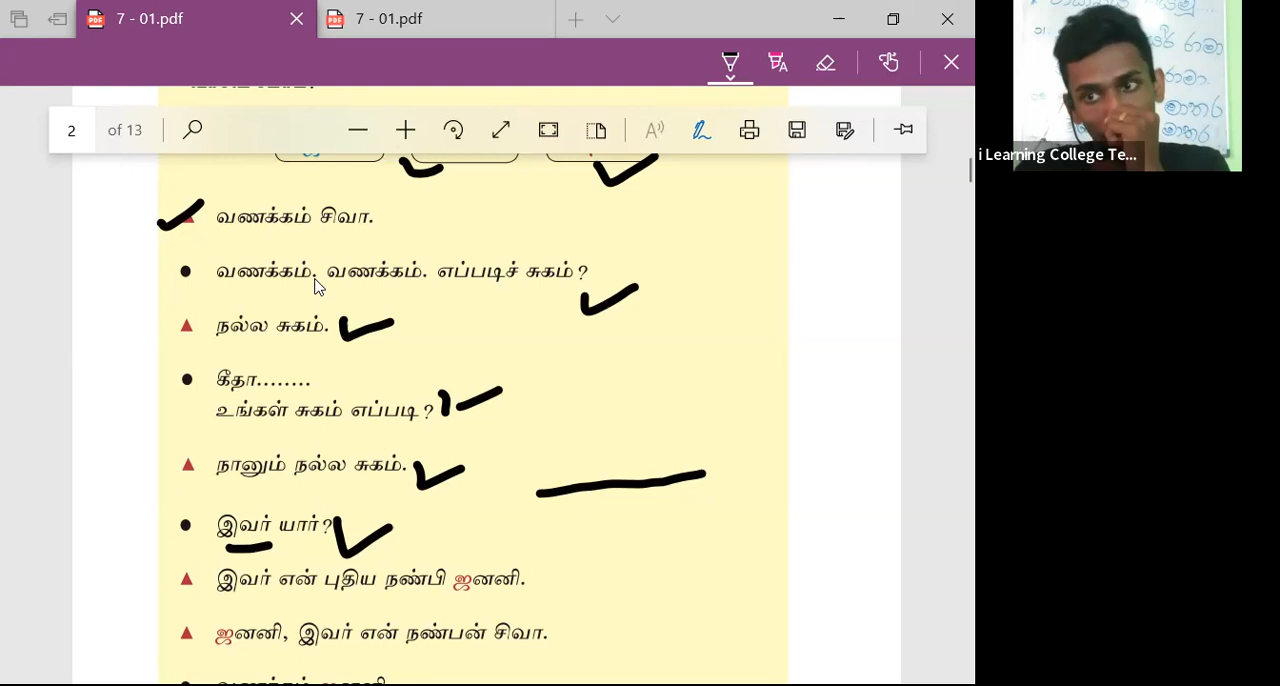 7 - 01.pdf
7 - 01.pdf
2 of 13
வணக்கம் சிவா.
வணக்கம். வணக்கம். எப்படிச் சுகம்?
நல்ல சுகம்.
கீதா........
உங்கள் சுகம் எப்படி?
நானும் நல்ல சுகம்.
இவர் யார்?
இவர் என் புதிய நண்பி ஜனனி.
ஜனனி, இவர் என் நண்பன் சிவா.
රාමා
රාමා
මාතර
මාතර
i Learning College Te...